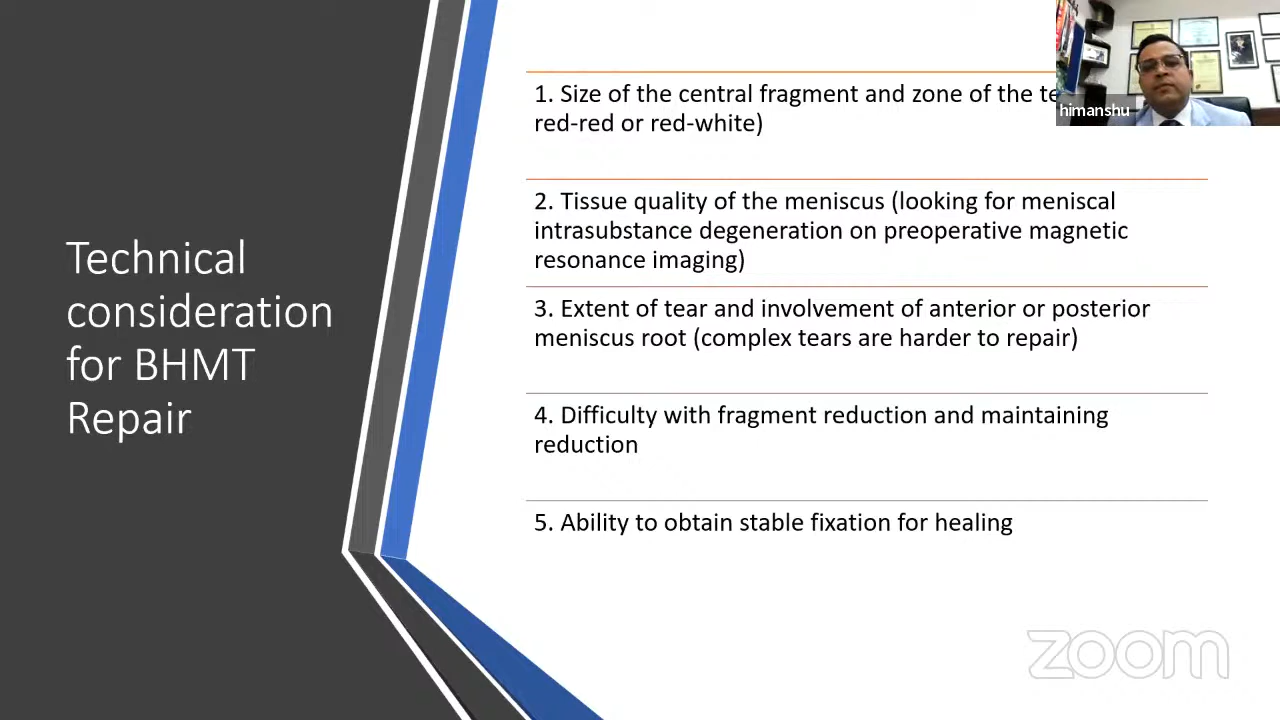 Technical
consideration
for BHMT
Repair
1. Size of the central fragment and zone of the
red-red or red-white)
2. Tissue quality of the meniscus (looking for meniscal
intrasubstance degeneration on preoperative magnetic
resonance imaging)
3. Extent of tear and involvement of anterior or posterior
meniscus root (complex tears are harder to repair)
4. Difficulty with fragment reduction and maintaining
reduction
5. Ability to obtain stable fixation for healing
himanshu
zoom